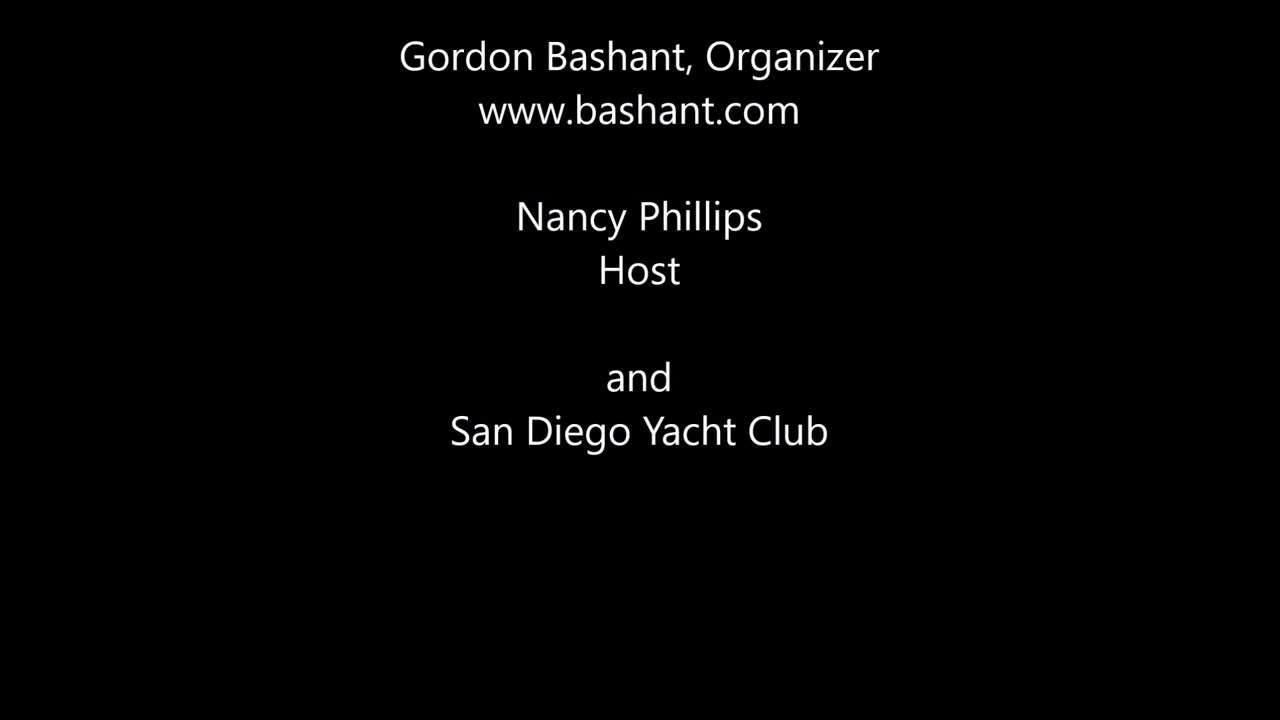 Gordon Bashant, Organizer
www.bashant.com
Nancy Phillips
Host
and
San Diego Yacht Club